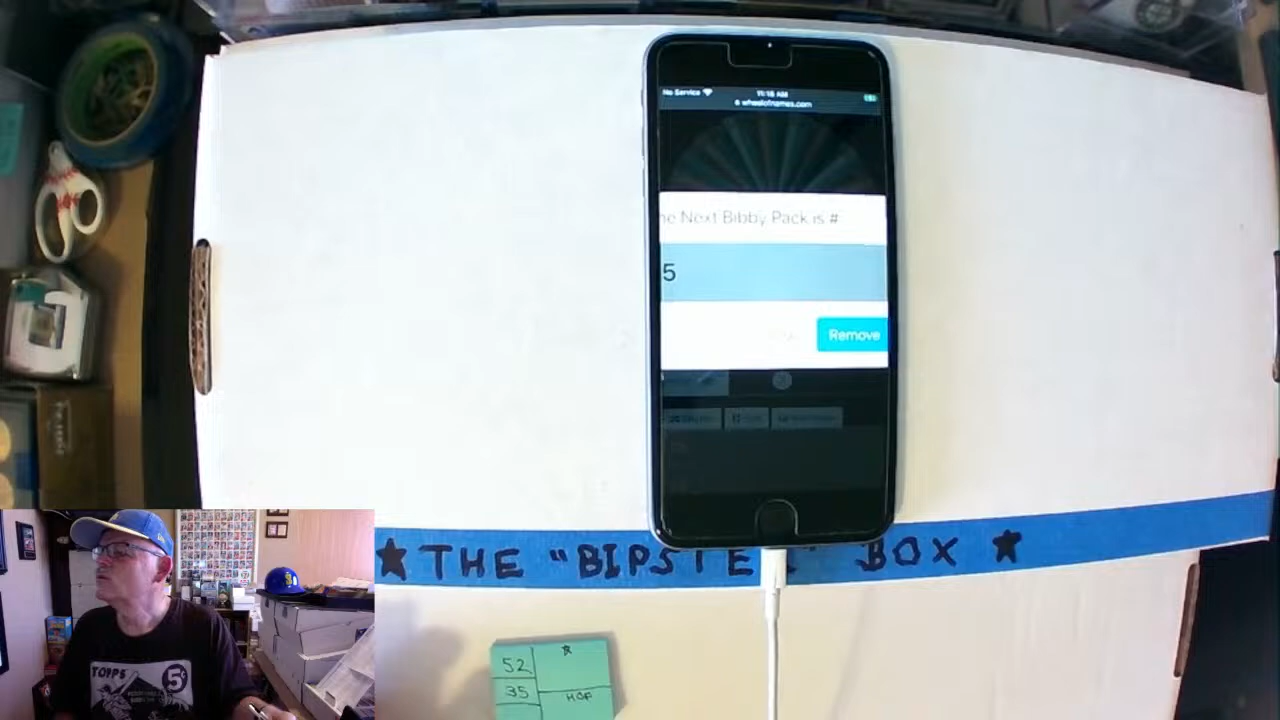 No Service 11:15 AM
wheelofnames.com
he Next Bibby Pack is #
5
Remove
★ THE "BIPSTE " BOX ★
52
35 HOF
TOPPS 5¢